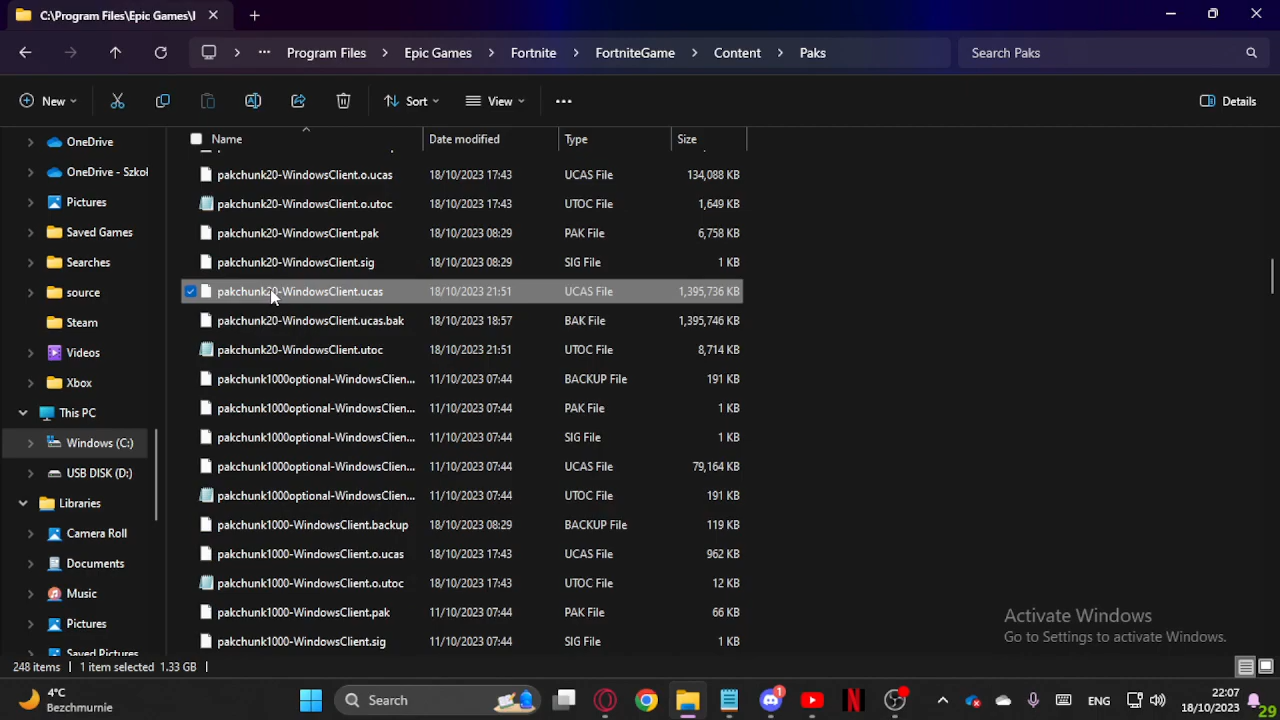 C:\Program Files\Epic Games\I
Program Files > Epic Games > Fortnite > FortniteGame > Content > Paks
Search Paks
New
Sort
View
Details
Name
Date modified
Type
Size
pakchunk20-WindowsClient.o.ucas 18/10/2023 17:43 UCAS File 134,088 KB
pakchunk20-WindowsClient.o.utoc 18/10/2023 17:43 UTOC File 1,649 KB
pakchunk20-WindowsClient.pak 18/10/2023 08:29 PAK File 6,758 KB
pakchunk20-WindowsClient.sig 18/10/2023 08:29 SIG File 1 KB
pakchunk20-WindowsClient.ucas 18/10/2023 21:51 UCAS File 1,395,736 KB
pakchunk20-WindowsClient.ucas.bak 18/10/2023 18:57 BAK File 1,395,746 KB
pakchunk20-WindowsClient.utoc 18/10/2023 21:51 UTOC File 8,714 KB
pakchunk1000optional-WindowsClien... 11/10/2023 07:44 BACKUP File 191 KB
pakchunk1000optional-WindowsClien... 11/10/2023 07:44 PAK File 1 KB
pakchunk1000optional-WindowsClien... 11/10/2023 07:44 SIG File 1 KB
pakchunk1000optional-WindowsClien... 11/10/2023 07:44 UCAS File 79,164 KB
pakchunk1000optional-WindowsClien... 11/10/2023 07:44 UTOC File 191 KB
pakchunk1000-WindowsClient.backup 18/10/2023 08:29 BACKUP File 119 KB
pakchunk1000-WindowsClient.o.ucas 18/10/2023 17:43 UCAS File 962 KB
pakchunk1000-WindowsClient.o.utoc 18/10/2023 17:43 UTOC File 12 KB
pakchunk1000-WindowsClient.pak 11/10/2023 07:44 PAK File 66 KB
pakchunk1000-WindowsClient.sig 11/10/2023 07:44 SIG File 1 KB
OneDrive
OneDrive - Szkol
Pictures
Saved Games
Searches
source
Steam
Videos
Xbox
This PC
Windows (C:)
USB DISK (D:)
Libraries
Camera Roll
Documents
Music
Pictures
Saved Pictures
Activate Windows
Go to Settings to activate Windows.
248 items
1 item selected 1.33 GB
4°C
Bezchmurnie
Search
1
ENG
22:07
18/10/2023
29